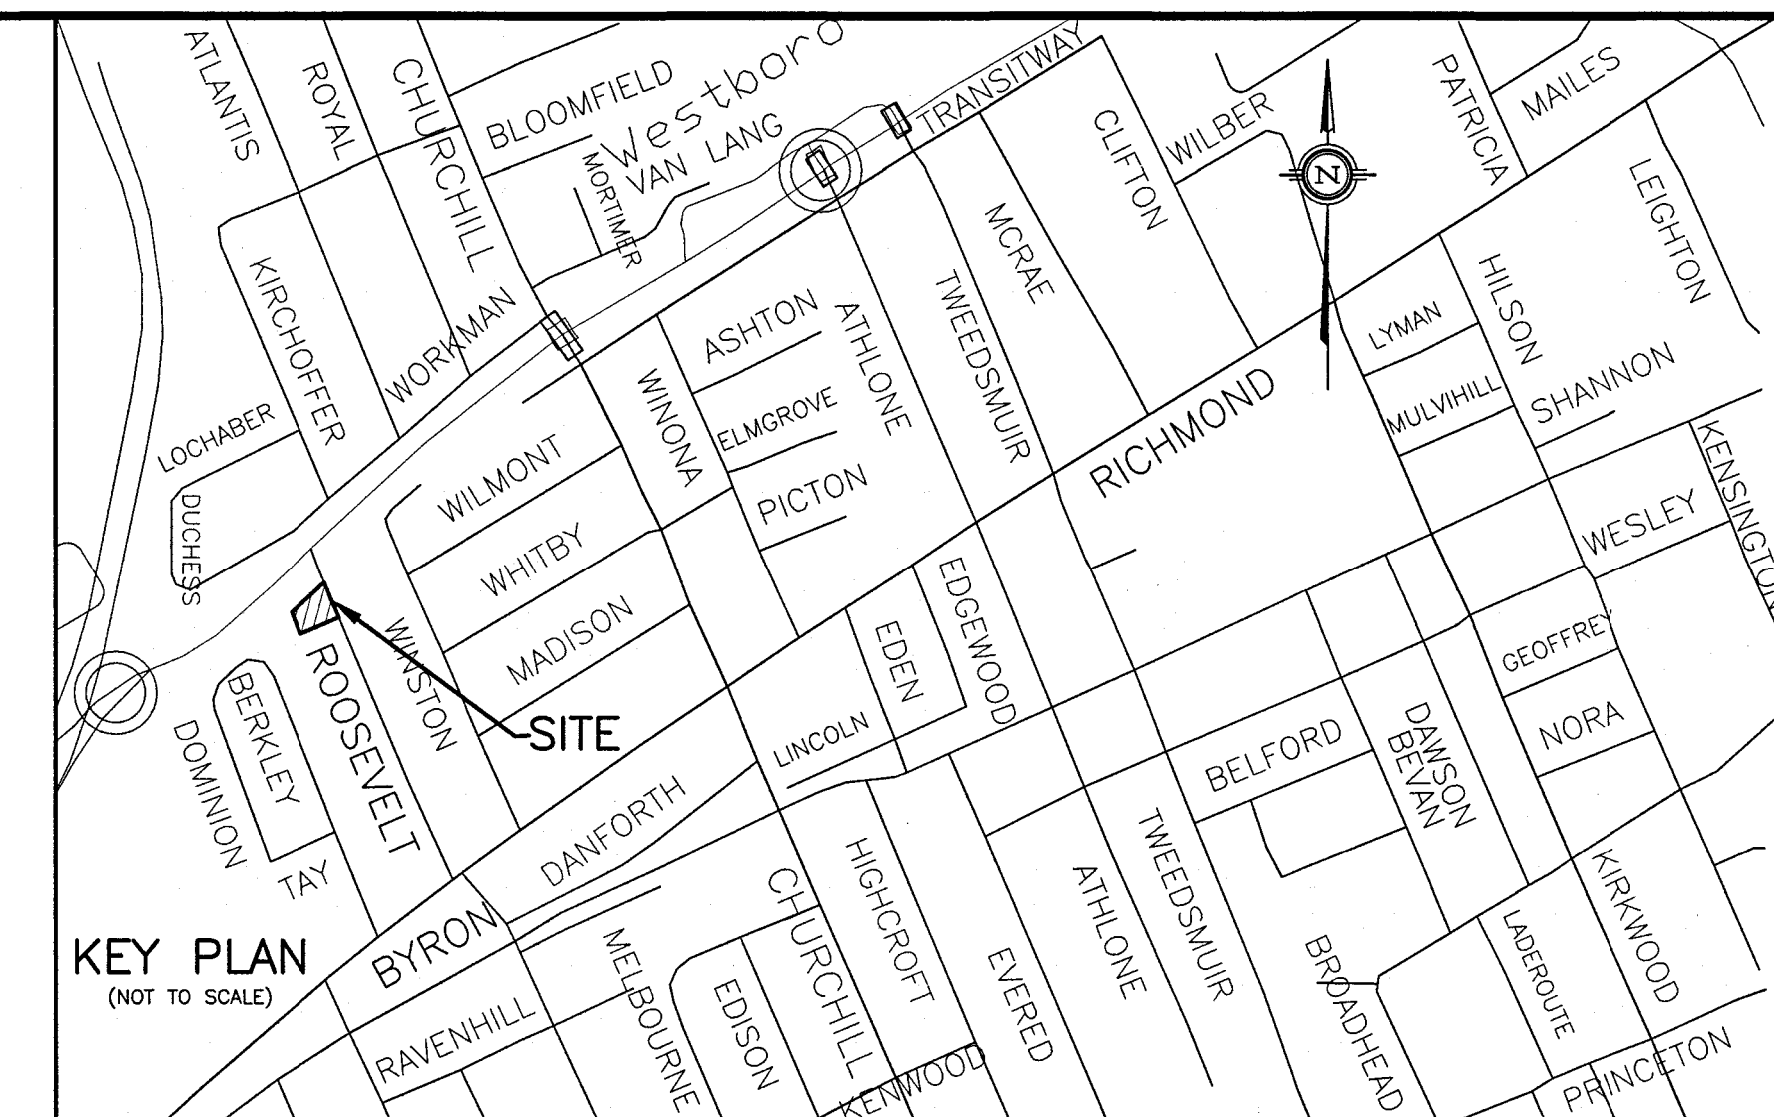 ATLANTIS
ROYAL
CHURCHILL
BLOOMFIELD
Westboro
VAN LANG
MORTIMER
TRANSITWAY
CLIFTON
WILBER
N
PATRICIA
MAILES
LEIGHTON
KIRCHOFFER
WORKMAN
ASHTON
ATHLONE
TWEEDSMUIR
MCRAE
LYMAN
HILSON
SHANNON
MULVIHILL
KENSINGTON
LOCHABER
DUCHESS
WILMONT
WINONA
ELMGROVE
PICTON
RICHMOND
WESLEY
WHITBY
MADISON
WINSTON
EDEN
EDGEWOOD
GEOFFREY
NORA
ROOSEVELT
SITE
BERKLEY
DOMINION
TAY
LINCOLN
DANFORTH
BELFORD
DAWSON
BEVAN
TWEEDSMUIR
ATHLONE
HIGHCROFT
CHURCHILL
EVERED
KIRKWOOD
LADEROUTE
BROADHEAD
PRINCETON
KEY PLAN
(NOT TO SCALE)
BYRON
RAVENHILL
MELBOURNE
EDISON
KENWOOD